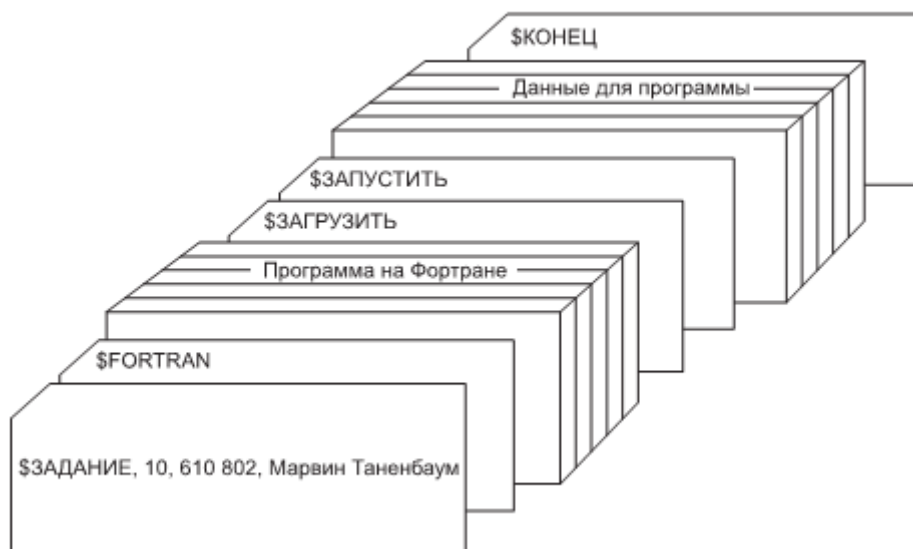 $КОНЕЦ
Данные для программы
$ЗАПУСТИТЬ
$ЗАГРУЗИТЬ
Программа на Фортране
$FORTRAN
$ЗАДАНИЕ, 10, 610 802, Марвин Таненбаум